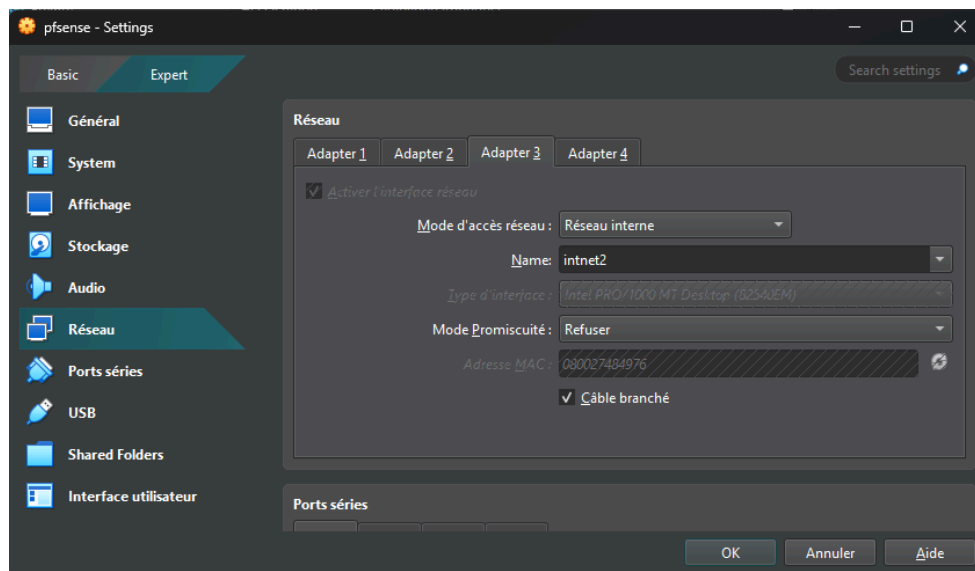 pfsense - Settings
Basic Expert Search settings
Général
System
Affichage
Stockage
Audio
Réseau
Ports séries
USB
Shared Folders
Interface utilisateur
Réseau
Adapter 1 Adapter 2 Adapter 3 Adapter 4
Activer l'interface réseau
Mode d'accès réseau : Réseau interne
Name: intnet2
Type d'interface : Intel PRO/1000 MT Desktop (82540EM)
Mode Promiscuité : Refuser
Adresse MAC : 080027484976
Câble branché
Ports séries
OK Annuler Aide